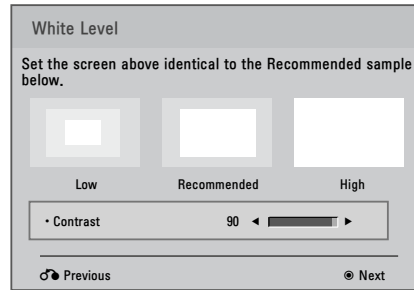 White Level
Set the screen above identical to the Recommended sample
below.
Low Recommended High
• Contrast 90 ◄ ►
Previous ◉ Next